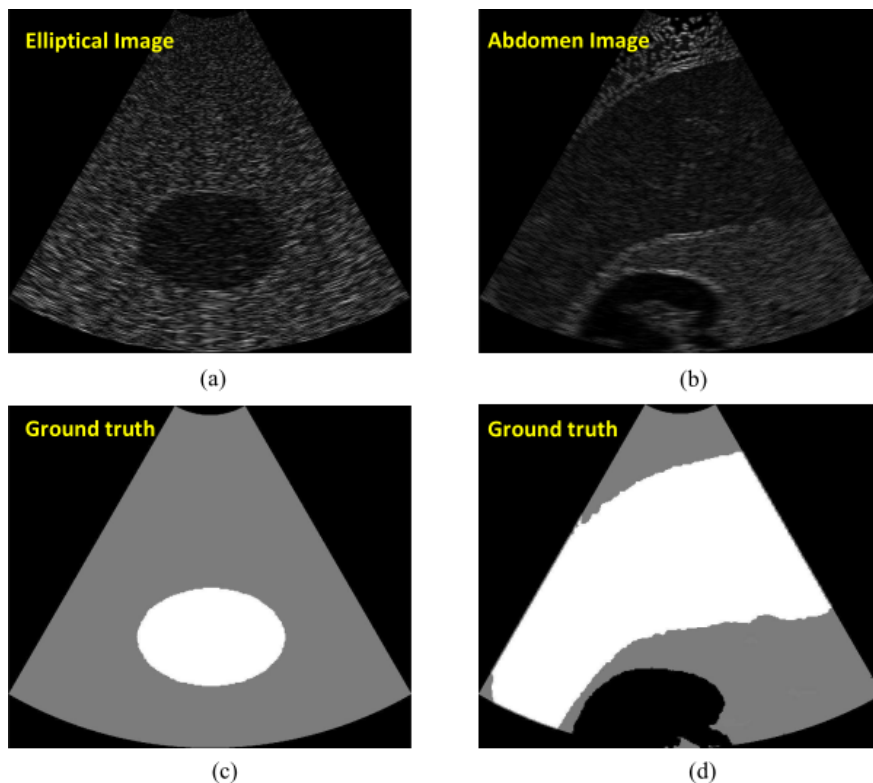 Elliptical Image
Abdomen Image
(a)
(b)
Ground truth
Ground truth
(c)
(d)